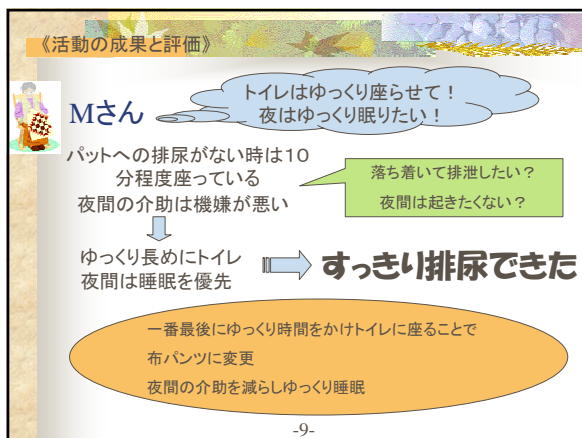 《活動の成果と評価》
Mさん
トイレはゆっくり座らせて！
夜はゆっくり眠りたい！
パットへの排尿がない時は１０
分程度座っている
夜間の介助は機嫌が悪い
落ち着いて排泄したい？
夜間は起きたくない？
ゆっくり長めにトイレ
夜間は睡眠を優先
すっきり排尿できた
一番最後にゆっくり時間をかけトイレに座ることで
布パンツに変更
夜間の介助を減らしゆっくり睡眠
-9-